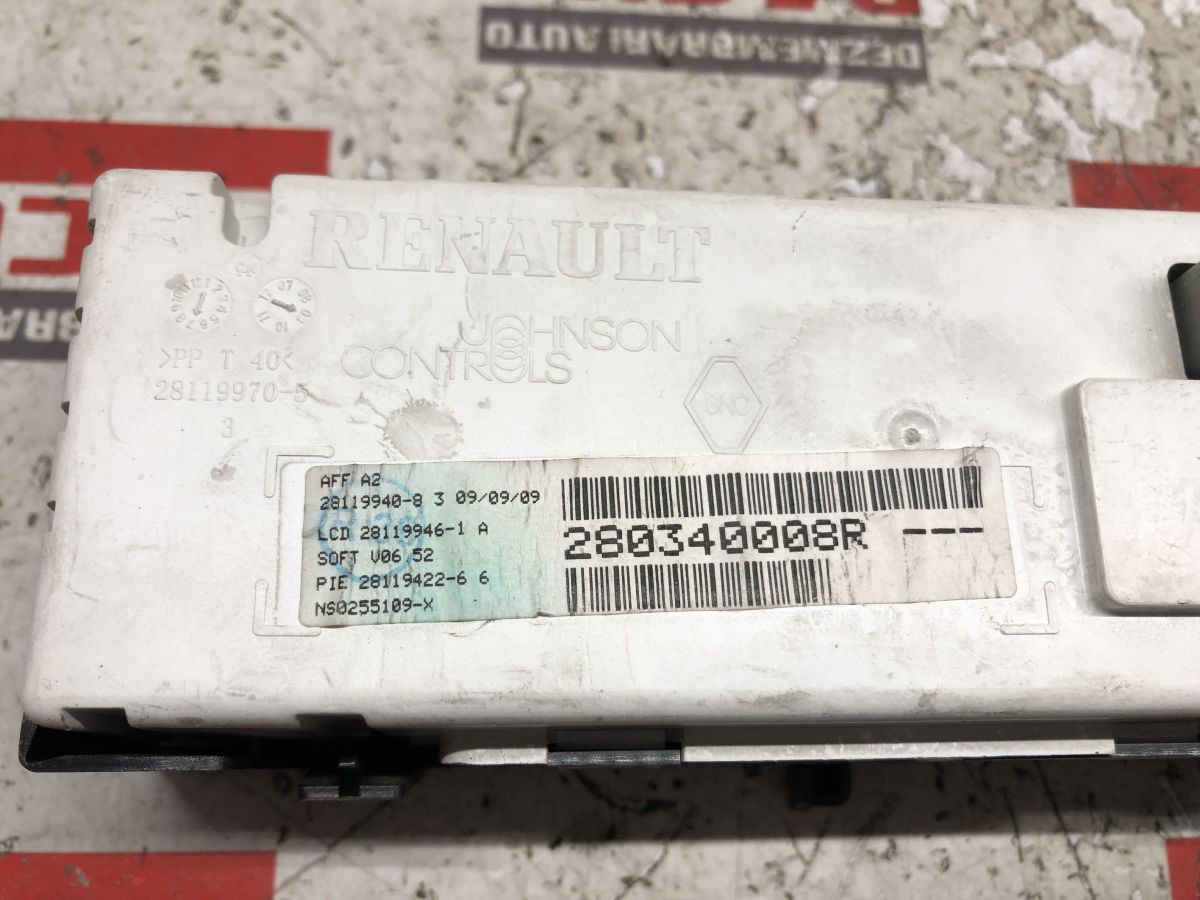 DEZMEMBRARI AUTO
RENAULT
>PP T 40<
28119970-5
3
JOHNSON
CONTROLS
GNO
AFF A2
28119940-8 3 09/09/09
LCD 28119946-1 A
SOFT V06,52
PIE 28119422-6 6
NS0255109-X
280340008R ---